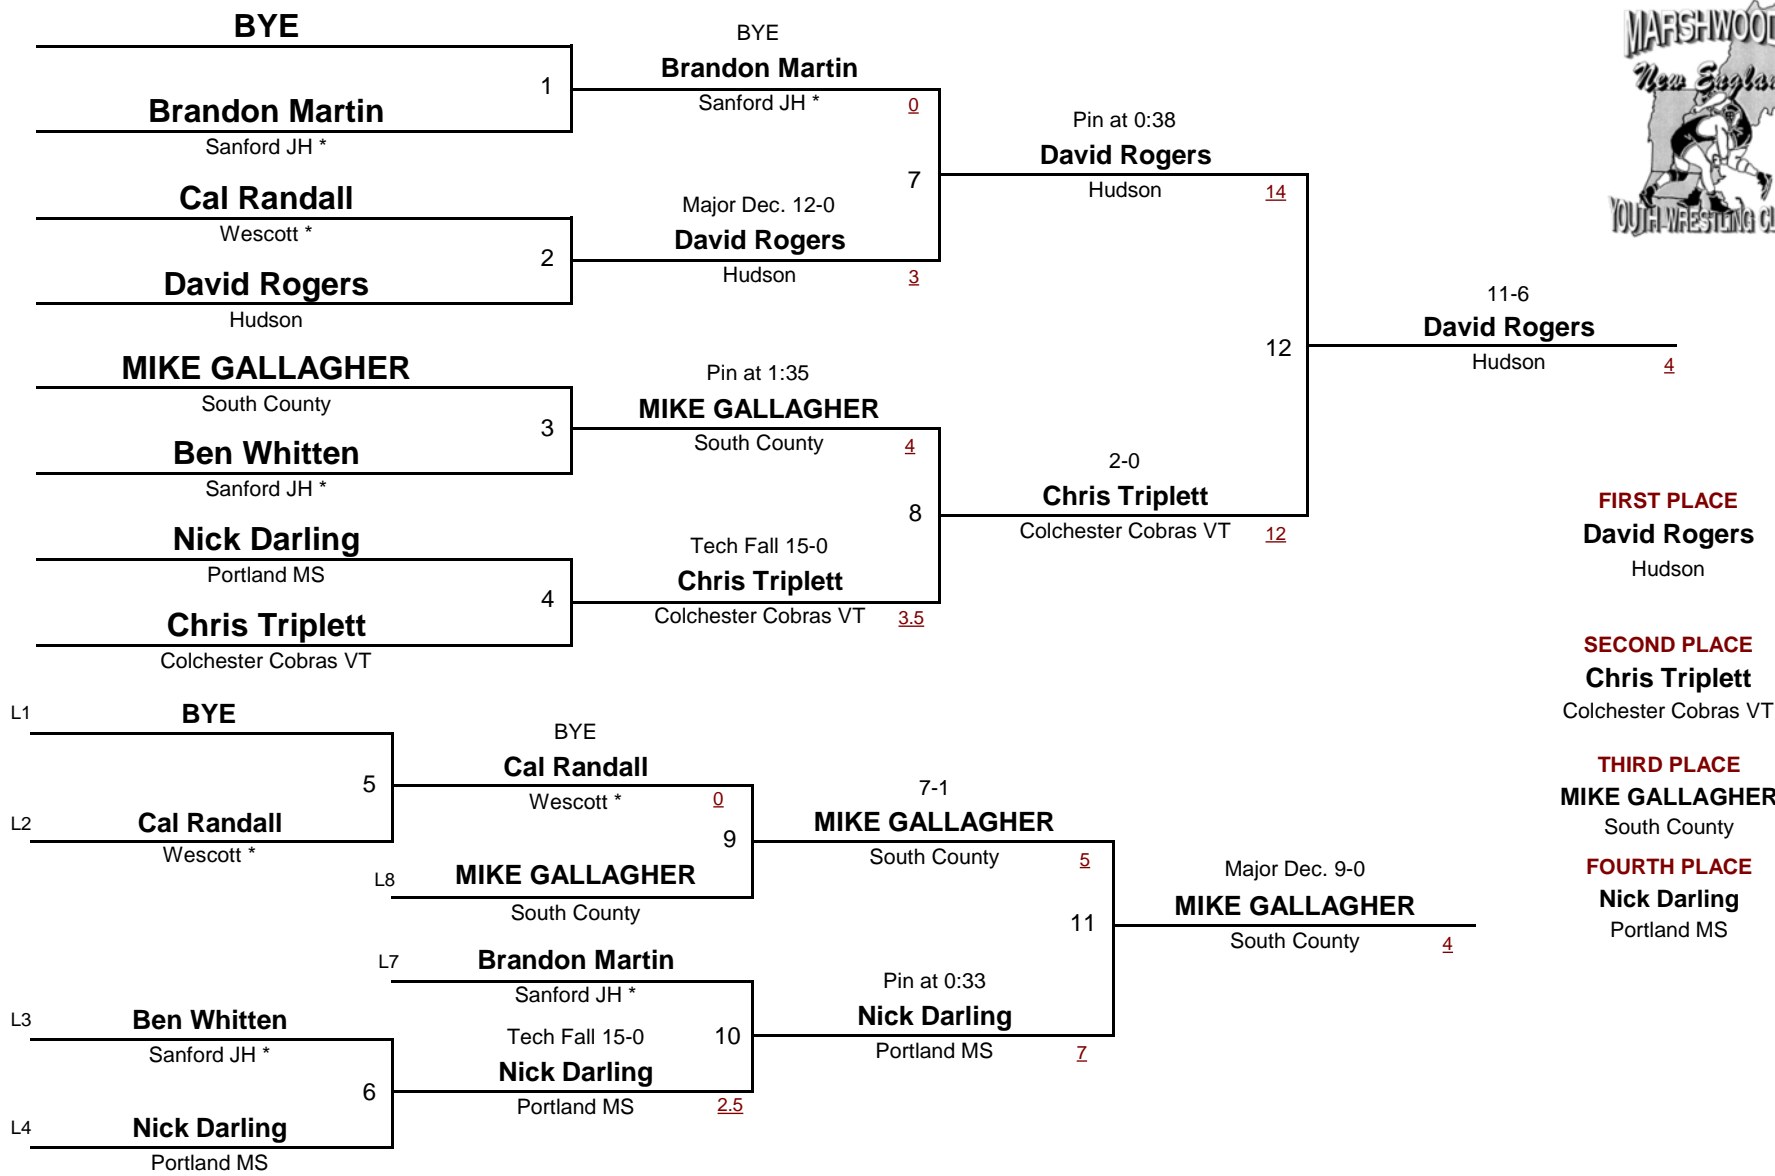 BYE
1
Brandon Martin
Sanford JH *
Cal Randall
Wescott *
2
David Rogers
Hudson
MIKE GALLAGHER
South County
3
Ben Whitten
Sanford JH *
Nick Darling
Portland MS
4
Chris Triplett
Colchester Cobras VT
BYE
Brandon Martin
Sanford JH * 0
7
Major Dec. 12-0
David Rogers
Hudson 3
Pin at 1:35
MIKE GALLAGHER
South County 4
8
Tech Fall 15-0
Chris Triplett
Colchester Cobras VT 3.5
Pin at 0:38
David Rogers
Hudson 14
12
2-0
Chris Triplett
Colchester Cobras VT 12
11-6
David Rogers
Hudson 4
MARSHWOOD
New England
YOUTH WRESTLING
FIRST PLACE
David Rogers
Hudson
SECOND PLACE
Chris Triplett
Colchester Cobras VT
THIRD PLACE
MIKE GALLAGHER
South County
FOURTH PLACE
Nick Darling
Portland MS
L1 BYE
5
L2 Cal Randall
Wescott *
BYE
Cal Randall
Wescott * 0
9
L8 MIKE GALLAGHER
South County
L3 Ben Whitten
Sanford JH *
6
L4 Nick Darling
Portland MS
L7 Brandon Martin
Sanford JH *
10
Tech Fall 15-0
Nick Darling
Portland MS 2.5
7-1
MIKE GALLAGHER
South County 5
11
Pin at 0:33
Nick Darling
Portland MS 7
Major Dec. 9-0
MIKE GALLAGHER
South County 4